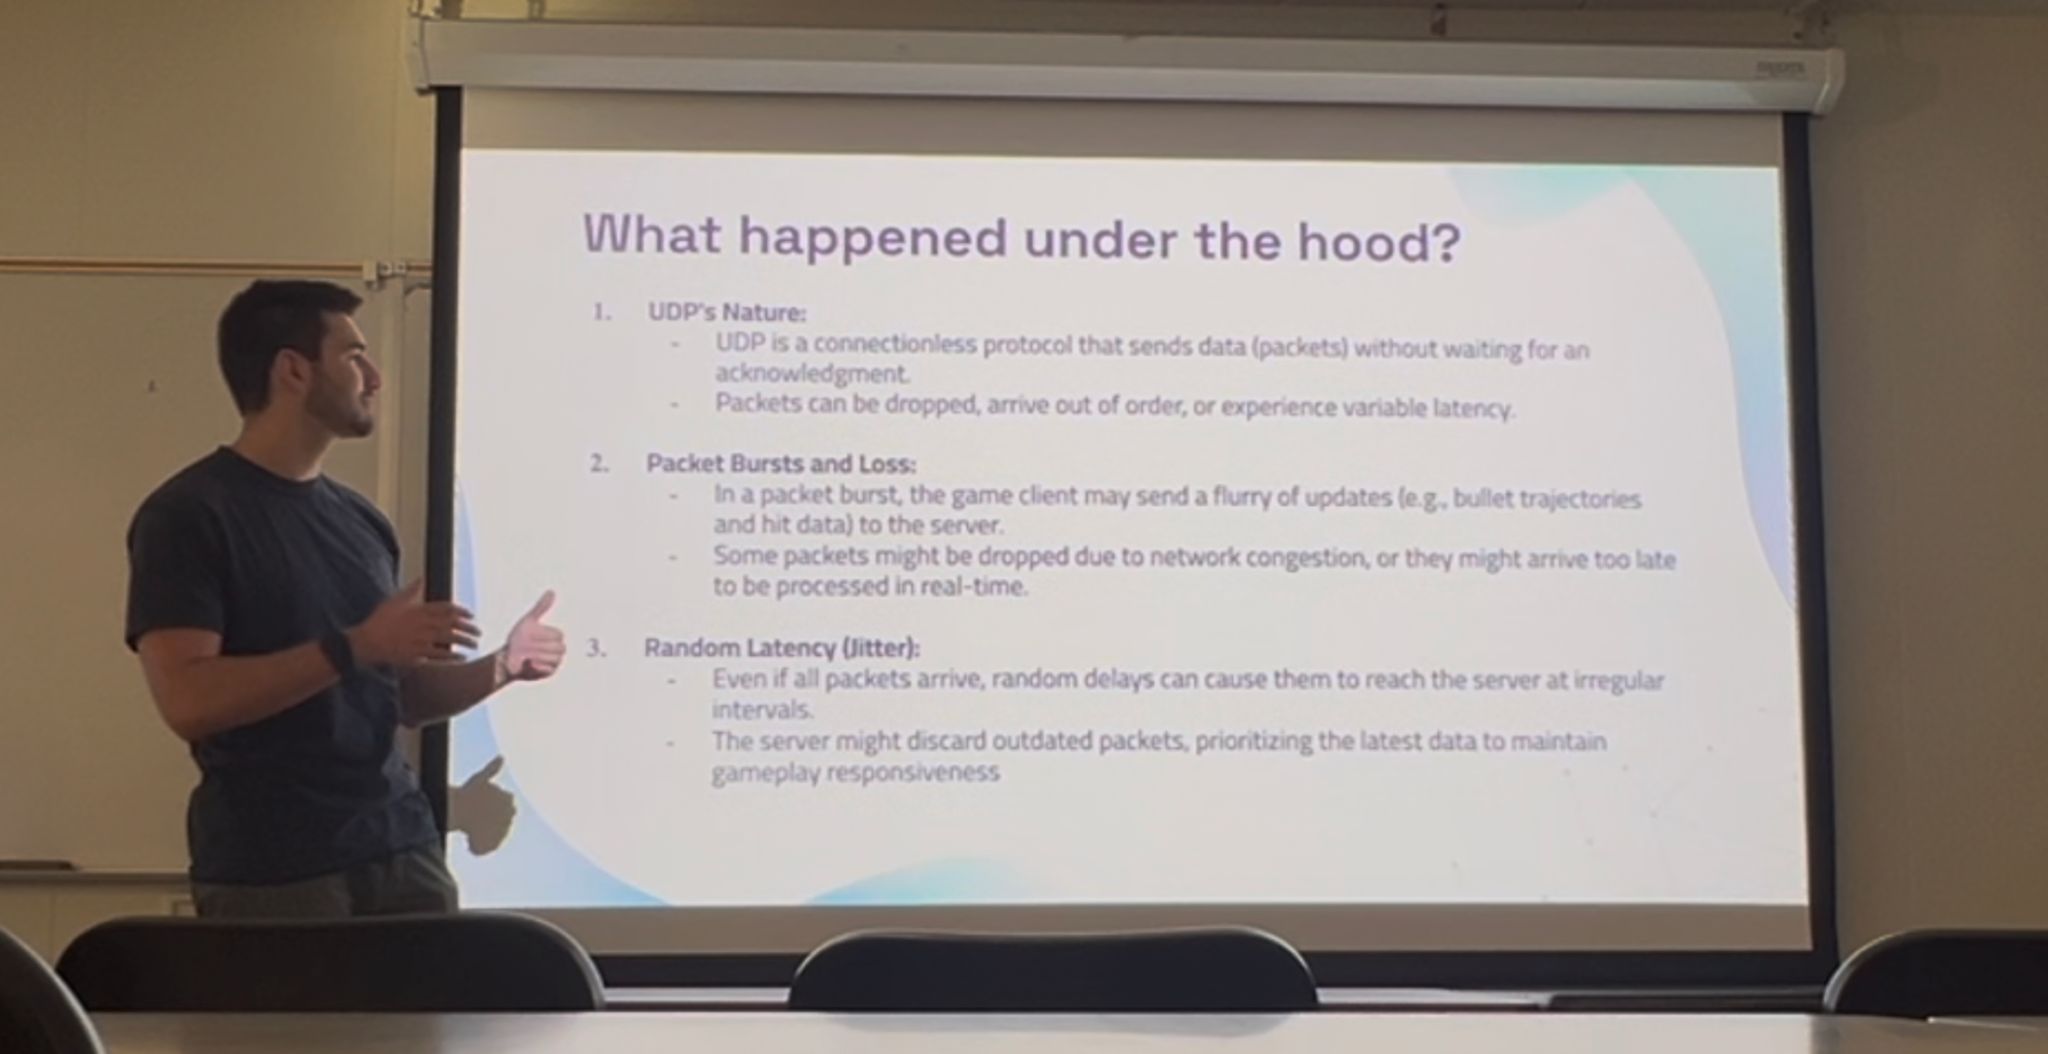 What happened under the hood?
1. UDP's Nature:
- UDP is a connectionless protocol that sends data (packets) without waiting for an
acknowledgment.
- Packets can be dropped, arrive out of order, or experience variable latency.
2. Packet Bursts and Loss:
- In a packet burst, the game client may send a flurry of updates (e.g., bullet trajectories
and hit data) to the server.
- Some packets might be dropped due to network congestion, or they might arrive too late
to be processed in real-time.
3. Random Latency (Jitter):
- Even if all packets arrive, random delays can cause them to reach the server at irregular
intervals.
- The server might discard outdated packets, prioritizing the latest data to maintain
gameplay responsiveness